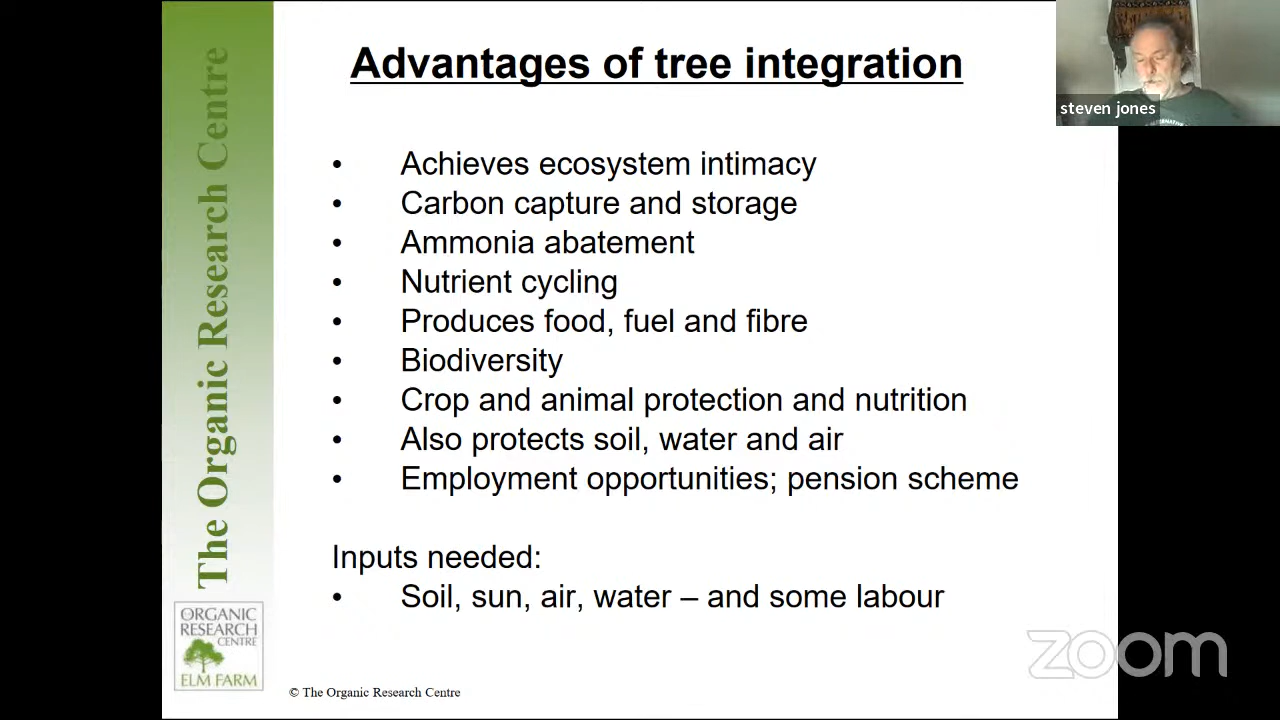 Advantages of tree integration
steven jones
• Achieves ecosystem intimacy
• Carbon capture and storage
• Ammonia abatement
• Nutrient cycling
• Produces food, fuel and fibre
• Biodiversity
• Crop and animal protection and nutrition
• Also protects soil, water and air
• Employment opportunities; pension scheme
Inputs needed:
• Soil, sun, air, water – and some labour
The Organic Research Centre
ORGANIC
RESEARCH
CENTRE
ELM FARM
© The Organic Research Centre
zoom